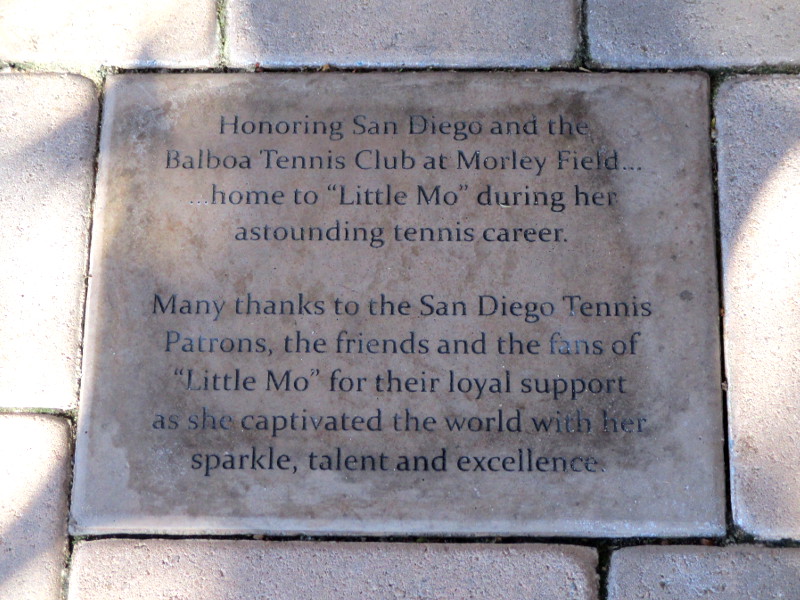 Honoring San Diego and the
Balboa Tennis Club at Morley Field...
...home to “Little Mo” during her
astounding tennis career.
Many thanks to the San Diego Tennis
Patrons, the friends and the fans of
“Little Mo” for their loyal support
as she captivated the world with her
sparkle, talent and excellence.